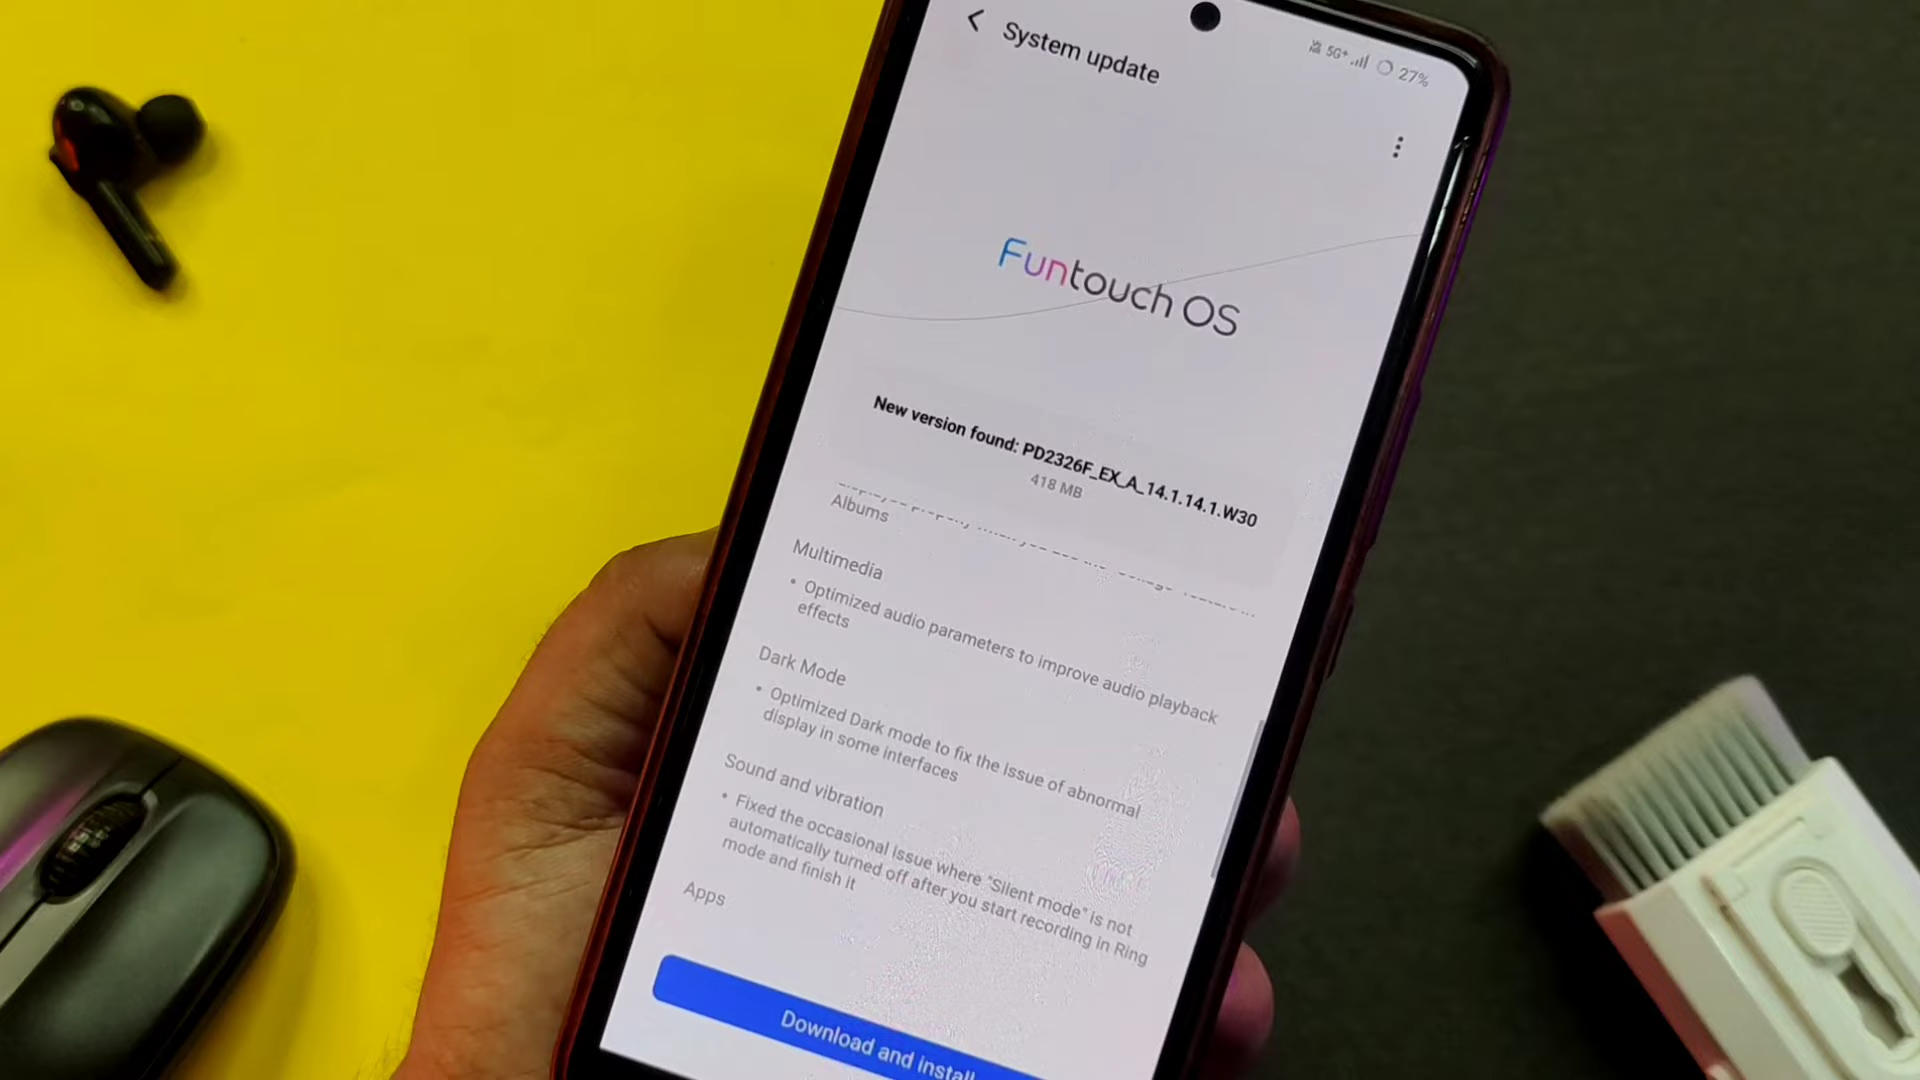 System update
5G+ 27%
Funtouch OS
New version found: PD2326F_EX_A_14.1.14.1.W30
418 MB
Albums
Multimedia
• Optimized audio parameters to improve audio playback
effects
Dark Mode
• Optimized Dark mode to fix the issue of abnormal
display in some interfaces
Sound and vibration
• Fixed the occasional issue where "Silent mode" is not
automatically turned off after you start recording in Ring
mode and finish it
Apps
Download and install